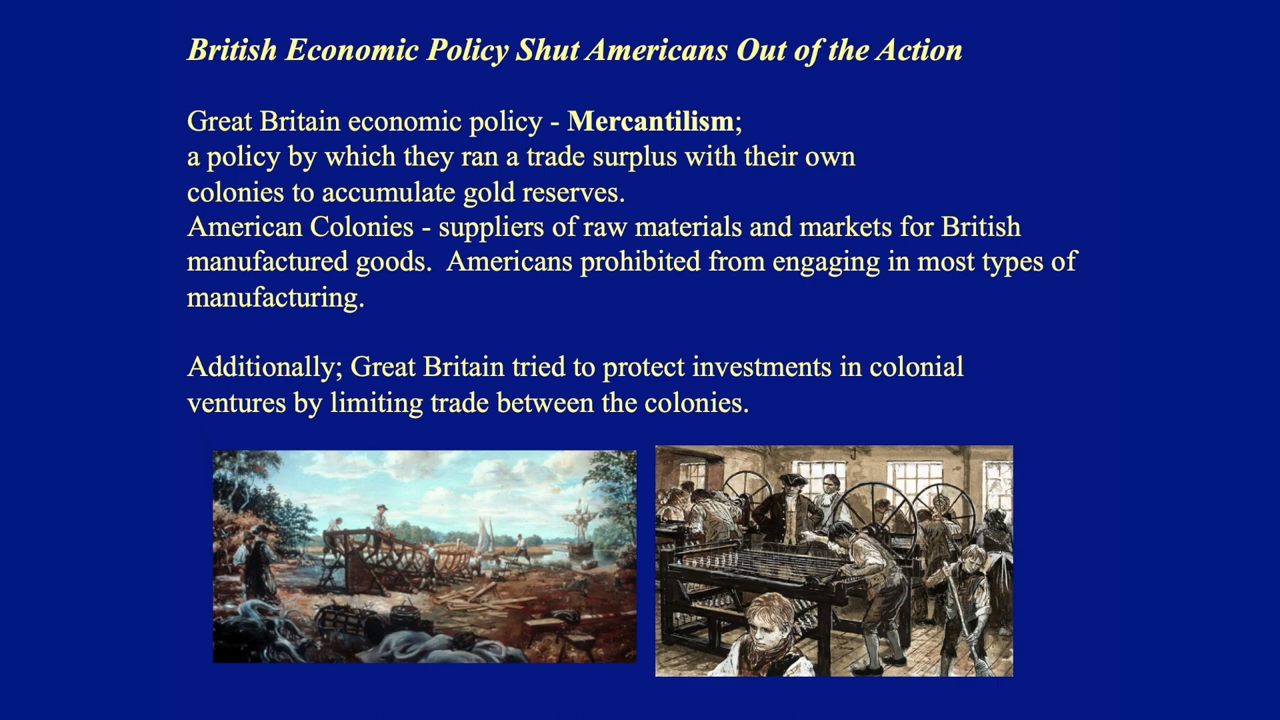 British Economic Policy Shut Americans Out of the Action
Great Britain economic policy - Mercantilism;
a policy by which they ran a trade surplus with their own
colonies to accumulate gold reserves.
American Colonies - suppliers of raw materials and markets for British
manufactured goods.  Americans prohibited from engaging in most types of
manufacturing.
Additionally; Great Britain tried to protect investments in colonial
ventures by limiting trade between the colonies.